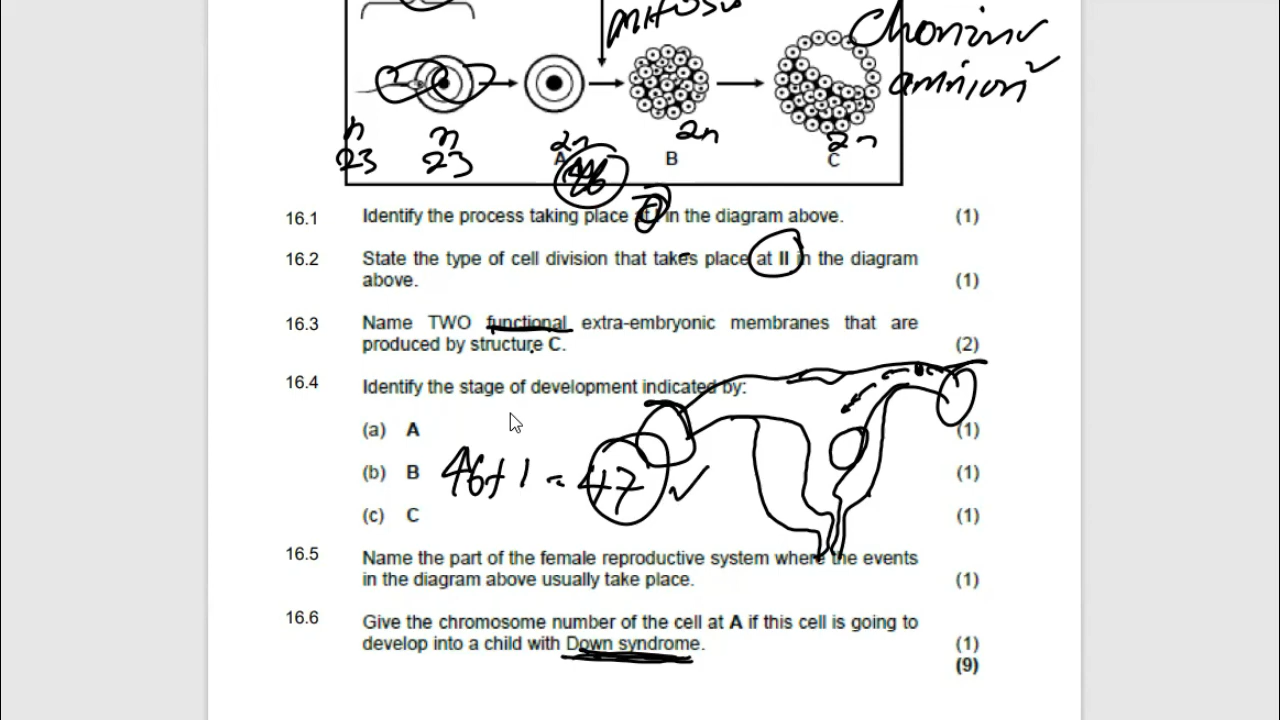 mitosis
chorion ✓
amnion ✓
n n 2n 2n 2n
23 23 A B C
46
16.1 Identify the process taking place at I in the diagram above. (1)
16.2 State the type of cell division that takes place at II in the diagram
above. (1)
16.3 Name TWO functional extra-embryonic membranes that are
produced by structure C. (2)
16.4 Identify the stage of development indicated by:
(a) A (1)
(b) B (1)
46+1 = 47 ✓
(c) C (1)
16.5 Name the part of the female reproductive system where the events
in the diagram above usually take place. (1)
16.6 Give the chromosome number of the cell at A if this cell is going to
develop into a child with Down syndrome. (1)
(9)